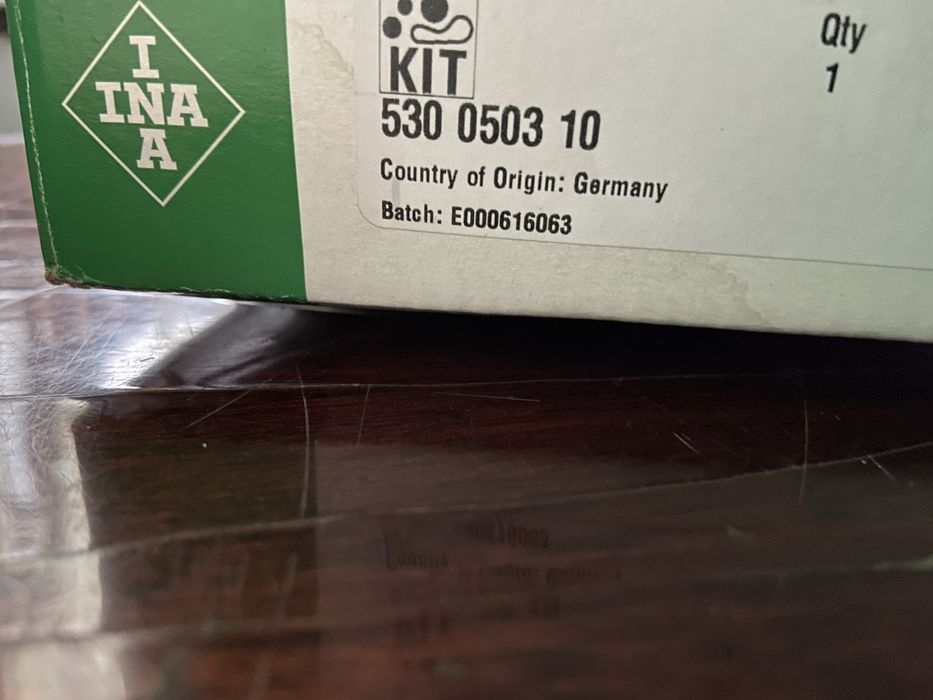 I
INA
A
KIT
530 0503 10
Country of Origin: Germany
Batch: E000616063
Qty
1